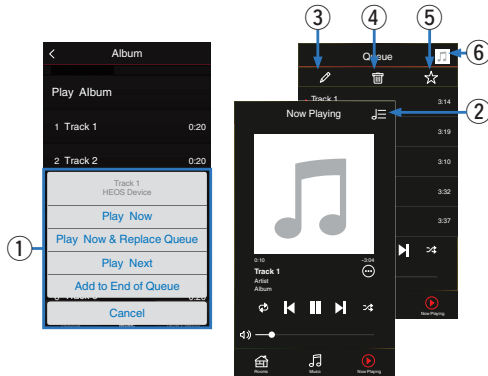 Album
Play Album
1 Track 1 0:20
2 Track 2 0:20
Track 1
HEOS Device
Play Now
Play Now & Replace Queue
Play Next
Add to End of Queue
0:20
Cancel
1
3
4
5
6
Queue
Track 1 3:14
3:19
3:10
3:32
3:37
Now Playing
2
Now Playing
0:10 -3:04
Track 1
Artist
Album
Rooms Music Now Playing